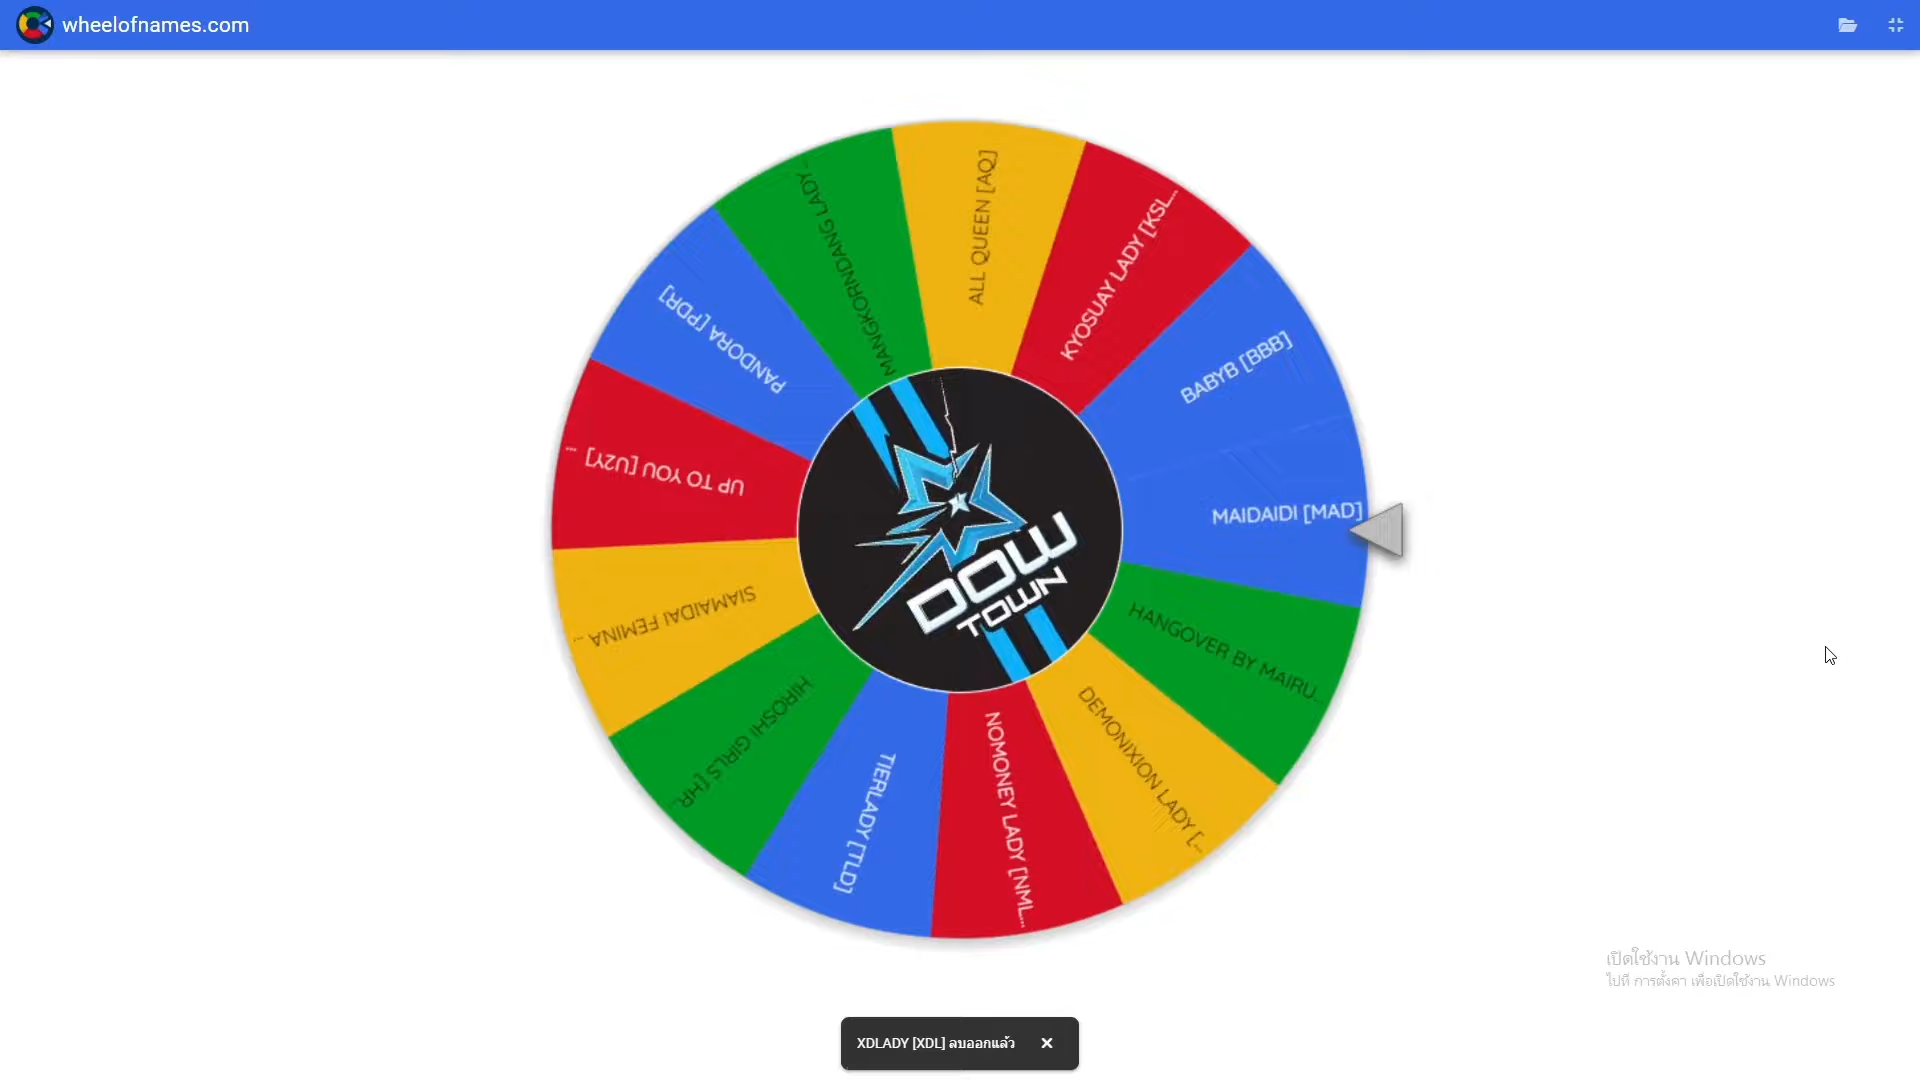 wheelofnames.com
ALL QUEEN [AQ]
KYOSUAY LADY [KSL...
BABYB [BBB]
MAIDAIDI [MAD]
HANGOVER BY MAIRU...
DEMONIXION LADY [...
NOMONEY LADY [NML...
TIERLADY [TLD]
HIROSHI GIRLS [HR...
SIAMAIDAI FEMINA ...
UP TO YOU [U2Y] ...
PANDORA [PDR]
MANGKORNDANG LADY...
DOW
TOWN
เปิดใช้งาน Windows
ไปที่ การตั้งค่า เพื่อเปิดใช้งาน Windows
XDLADY [XDL] ลบออกแล้ว